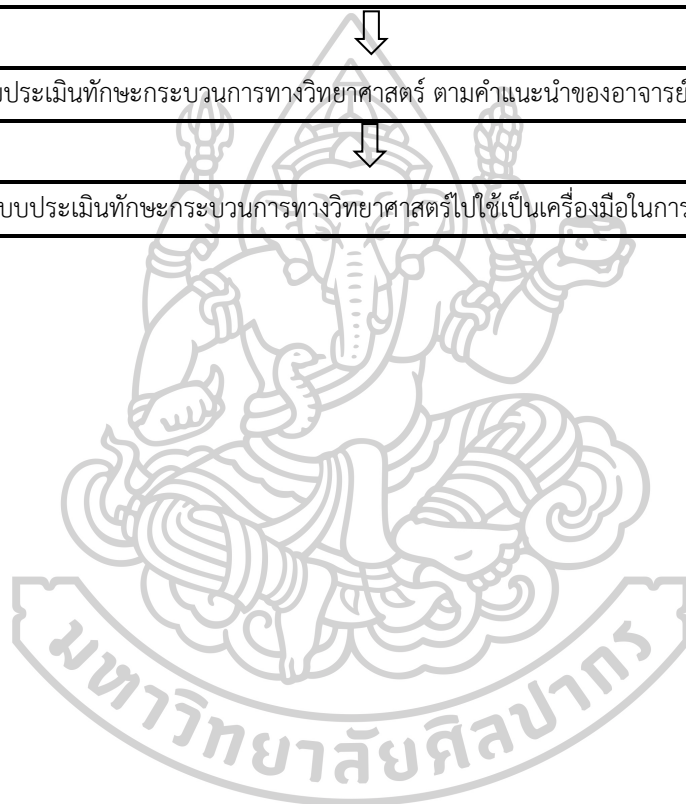 ประเมินทักษะกระบวนการทางวิทยาศาสตร์ ตามคำแนะนำของอาจารย์
แบบประเมินทักษะกระบวนการทางวิทยาศาสตร์ไปใช้เป็นเครื่องมือในการ
มหาวิทยาลัยศิลปากร